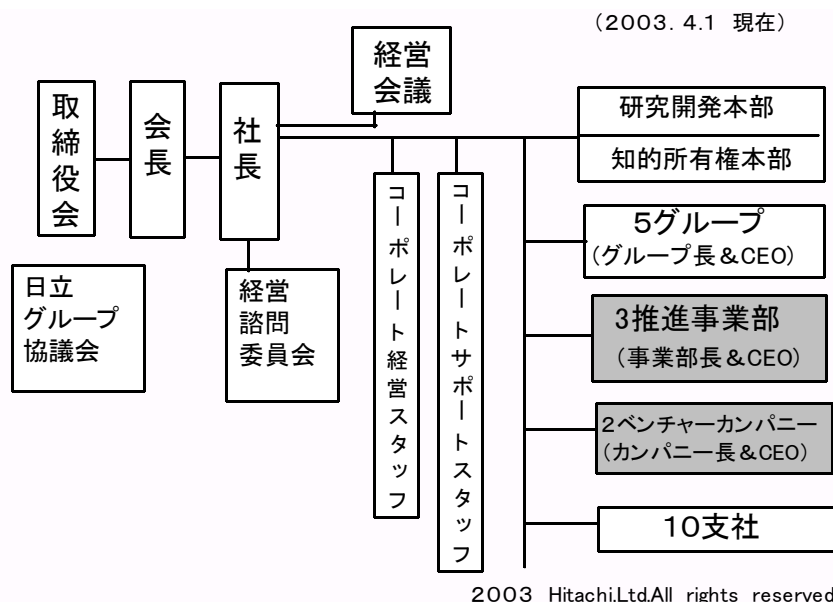 (2003. 4.1 現在)
経営
会議
取締役会
会長
社長
研究開発本部
知的所有権本部
コーポレート経営スタッフ
コーポレートサポートスタッフ
5グループ
(グループ長&CEO)
日立
グループ
協議会
経営
諮問
委員会
3推進事業部
(事業部長&CEO)
2ベンチャーカンパニー
(カンパニー長&CEO)
10支社
2003 Hitachi.Ltd.All rights reserved